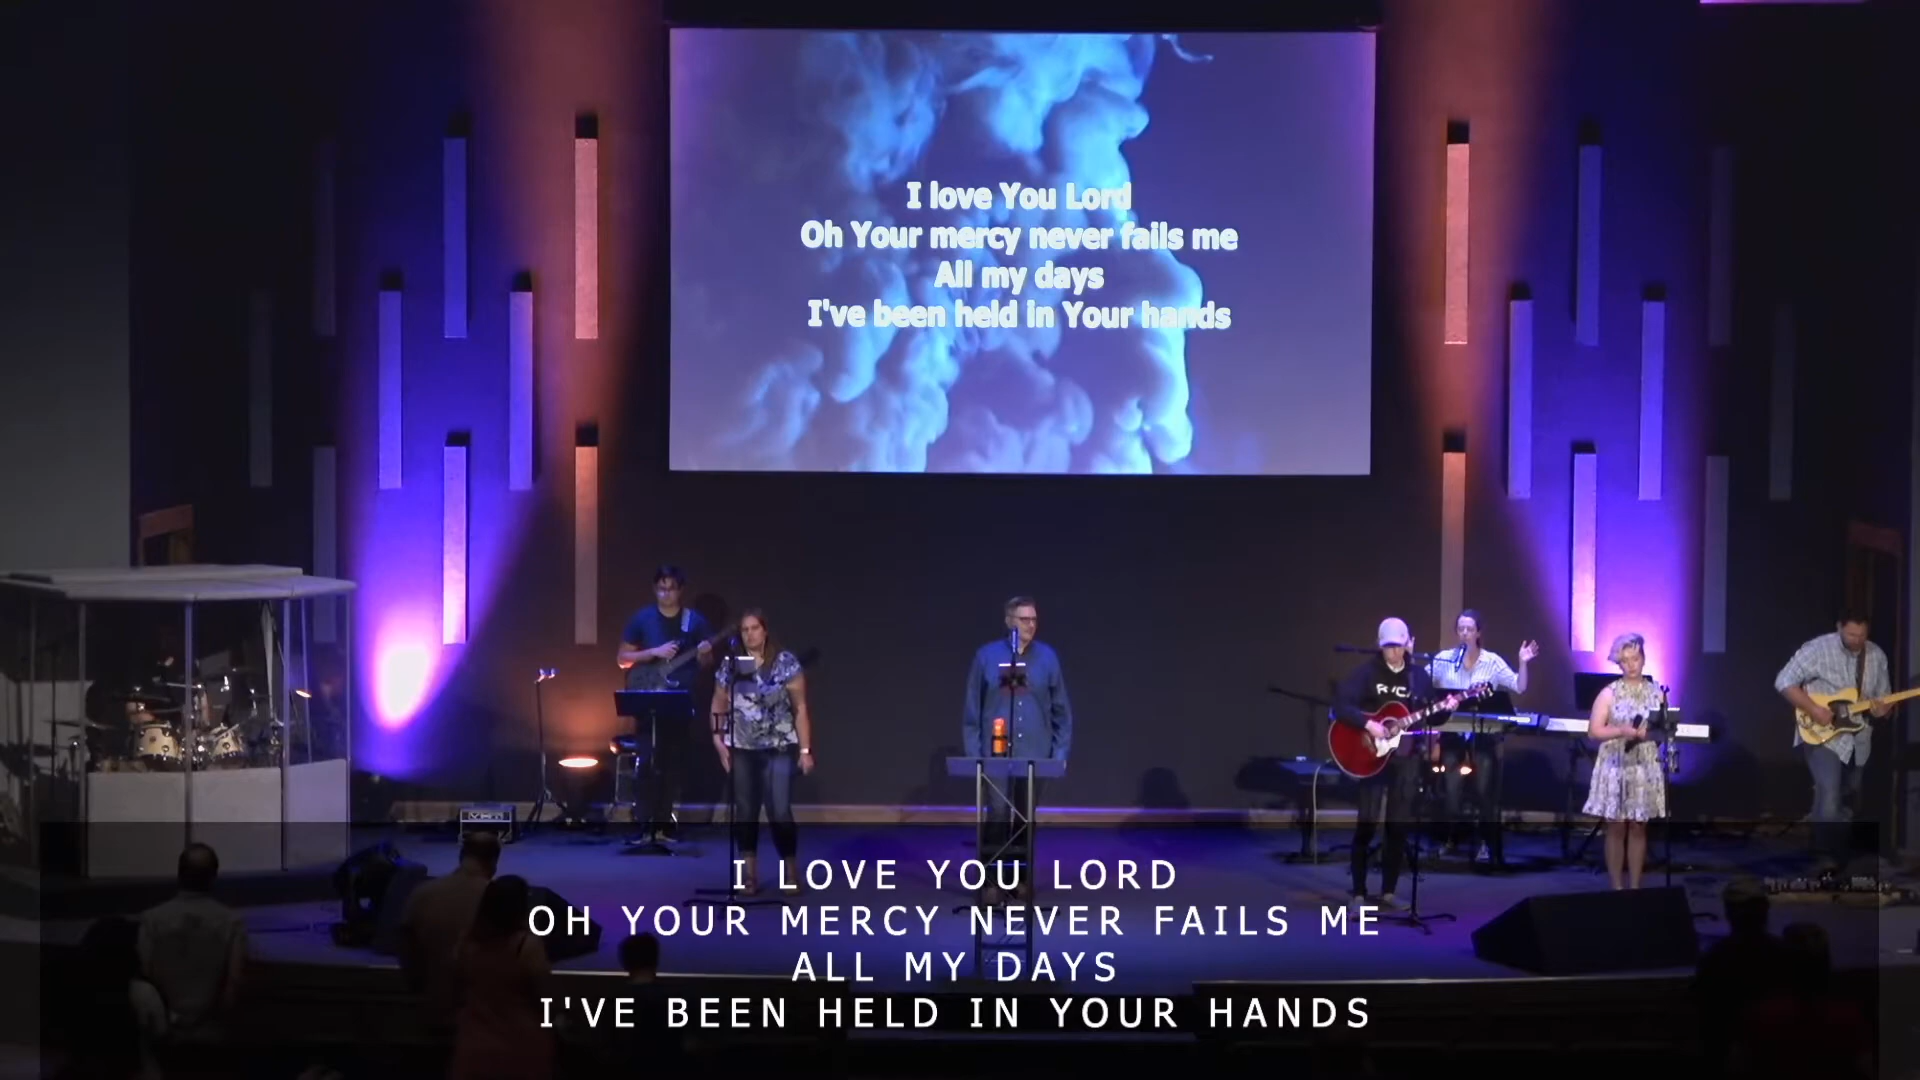 I love You Lord
Oh Your mercy never fails me
All my days
I've been held in Your hands
I LOVE YOU LORD
OH YOUR MERCY NEVER FAILS ME
ALL MY DAYS
I'VE BEEN HELD IN YOUR HANDS